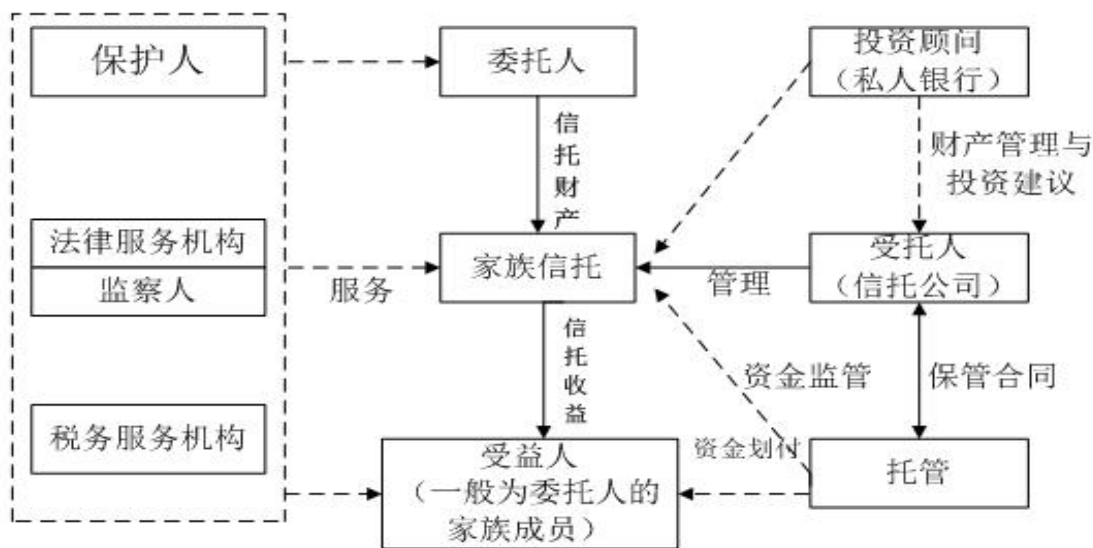 保护人
委托人
投资顾问
（私人银行）
信托财产
财产管理与
投资建议
法律服务机构
监察人
服务
家族信托
管理
受托人
（信托公司）
信托收益
资金监管
保管合同
税务服务机构
受益人
（一般为委托人的
家族成员）
资金划付
托管